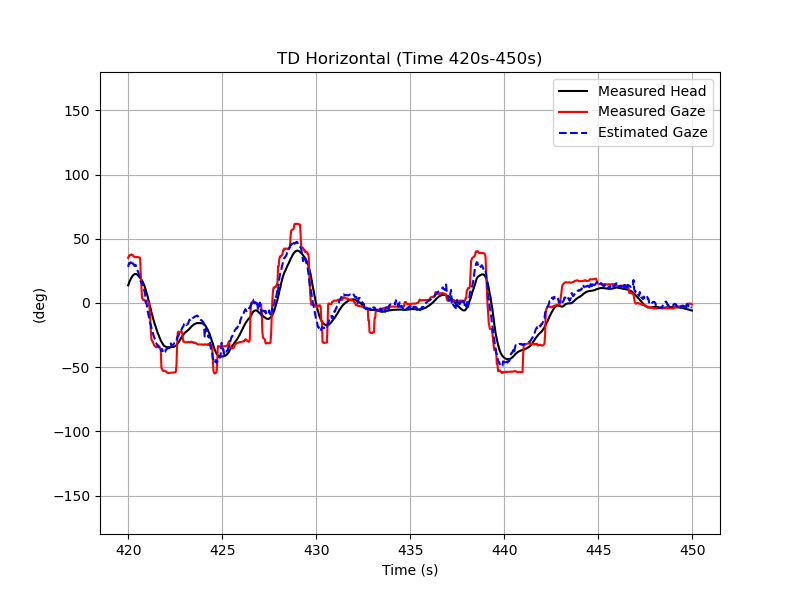 TD Horizontal (Time 420s-450s)
Measured Head
Measured Gaze
Estimated Gaze
150
100
50
0
−50
−100
−150
(deg)
420 425 430 435 440 445 450
Time (s)